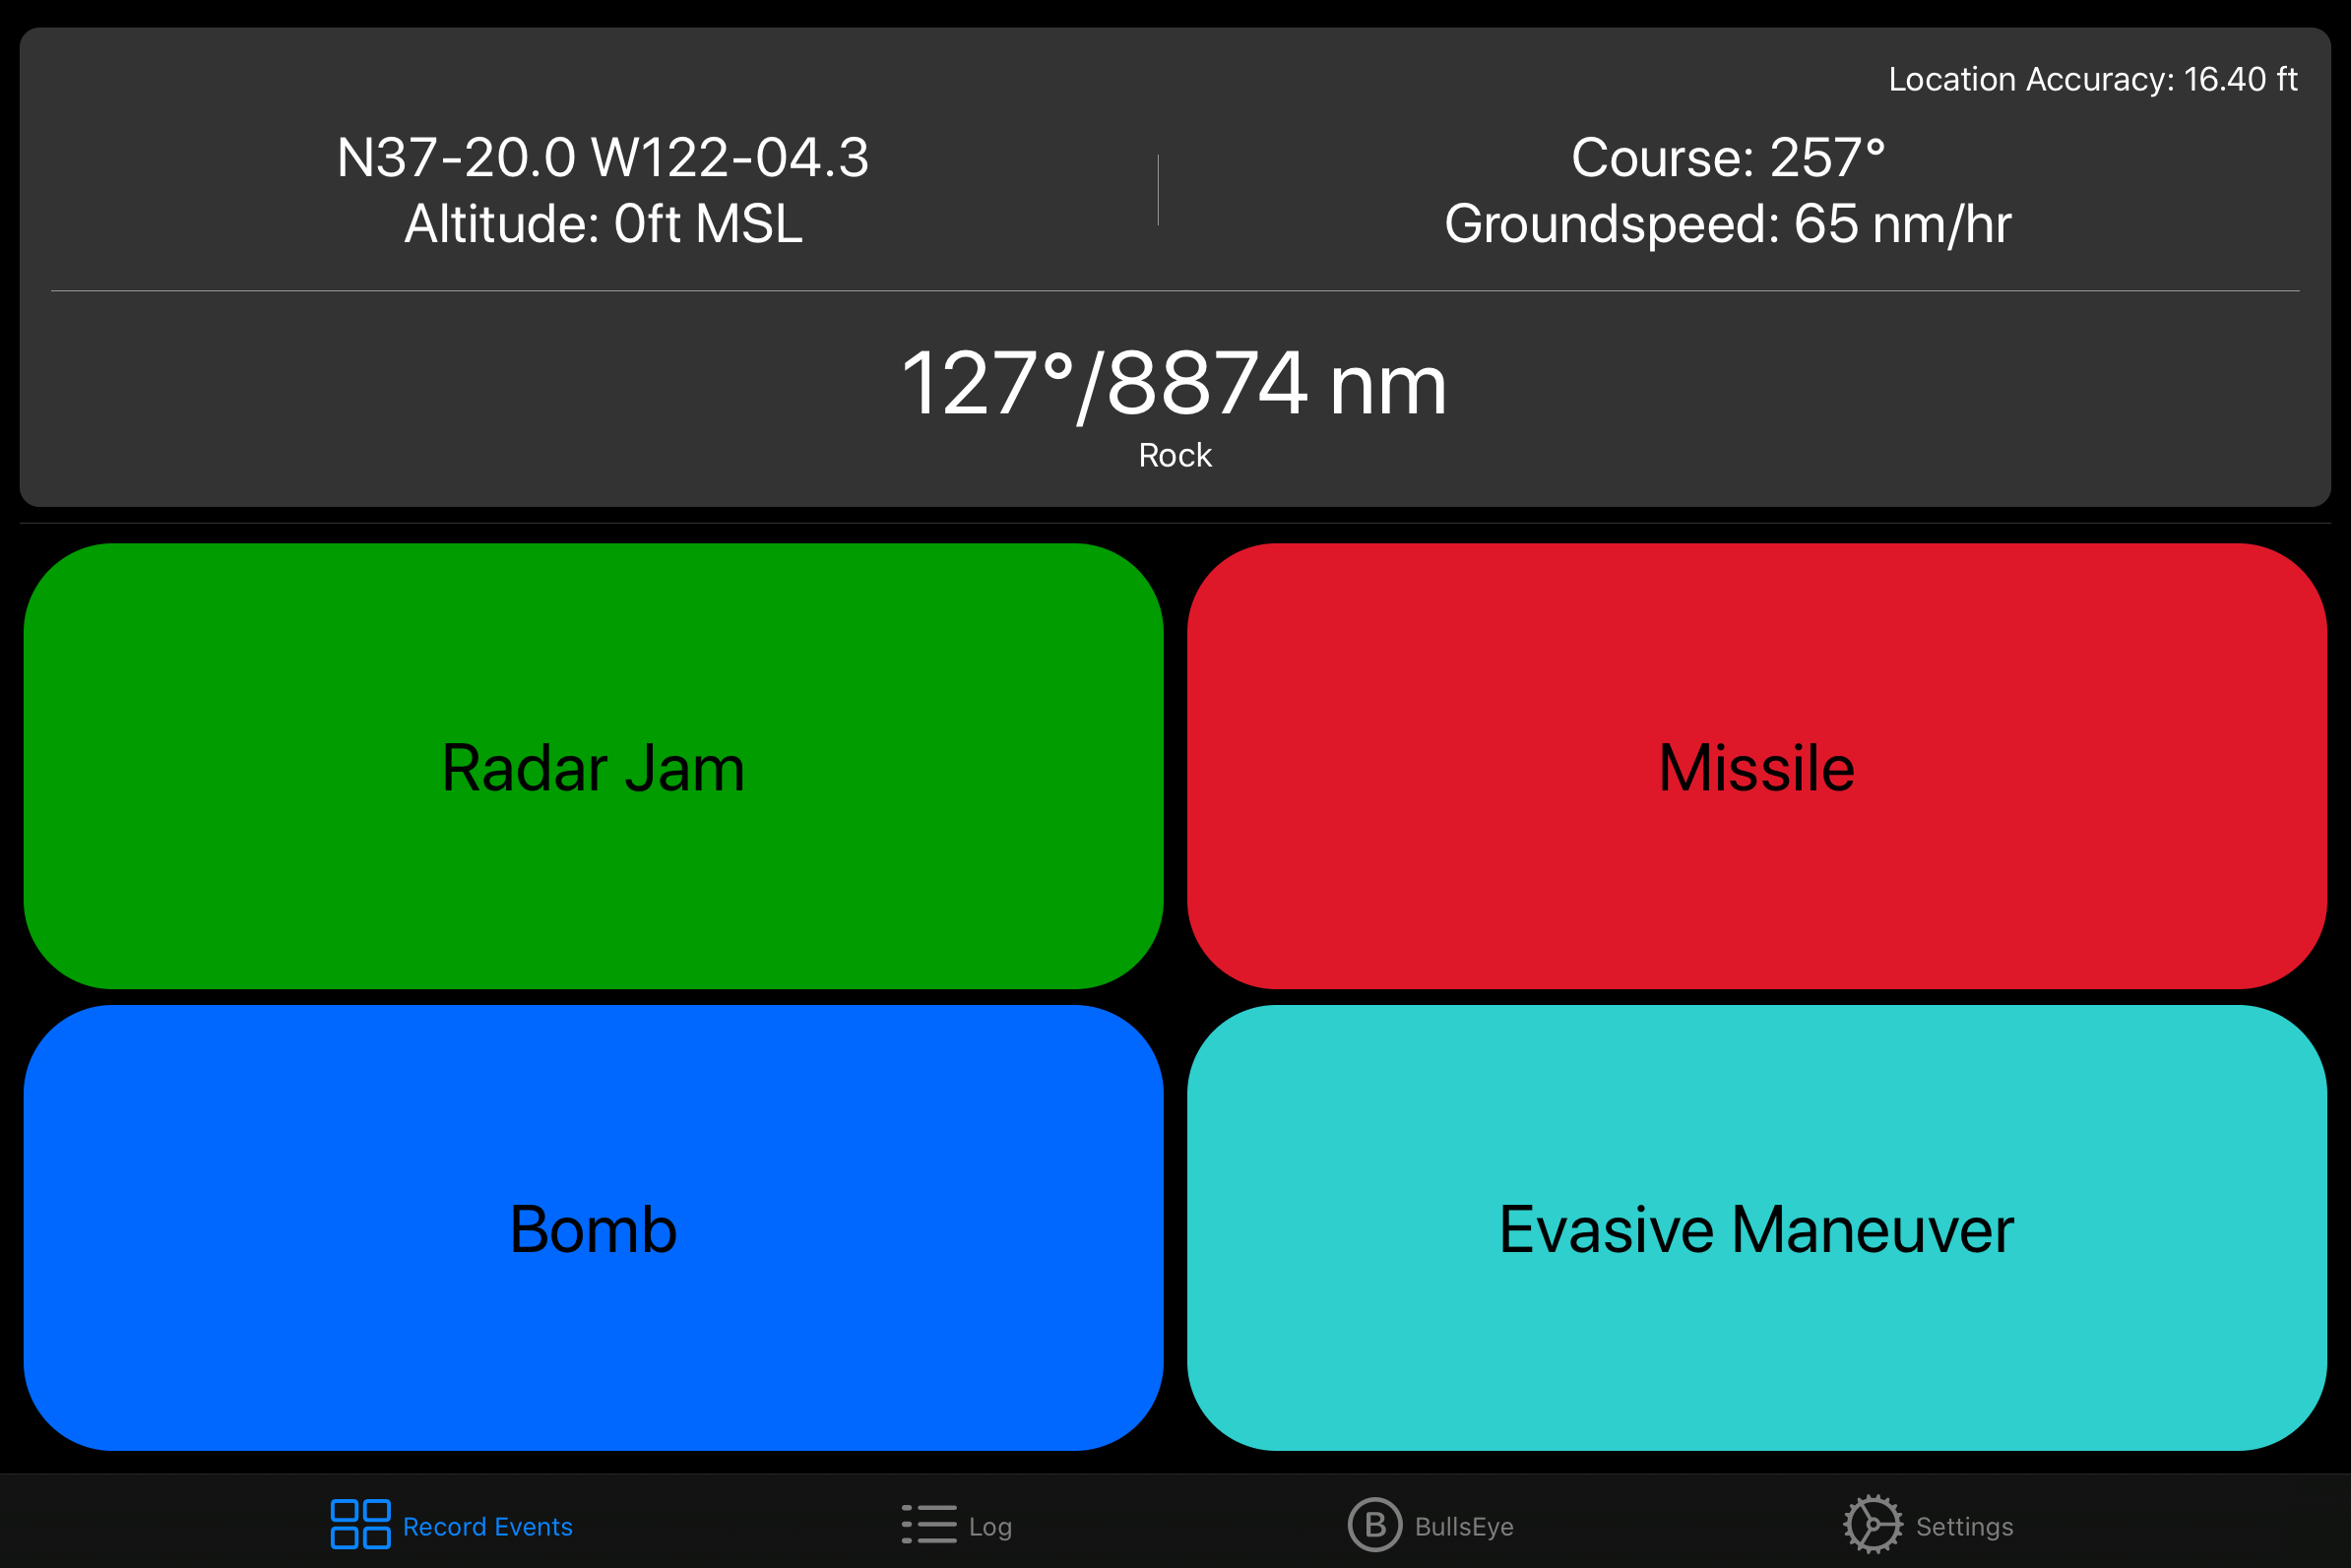 Location Accuracy: 16.40 ft
N37-20.0 W122-04.3
Altitude: 0ft MSL
Course: 257°
Groundspeed: 65 nm/hr
127°/8874 nm
Rock
Radar Jam
Missile
Bomb
Evasive Maneuver
Record Events
Log
B
BullsEye
Settings